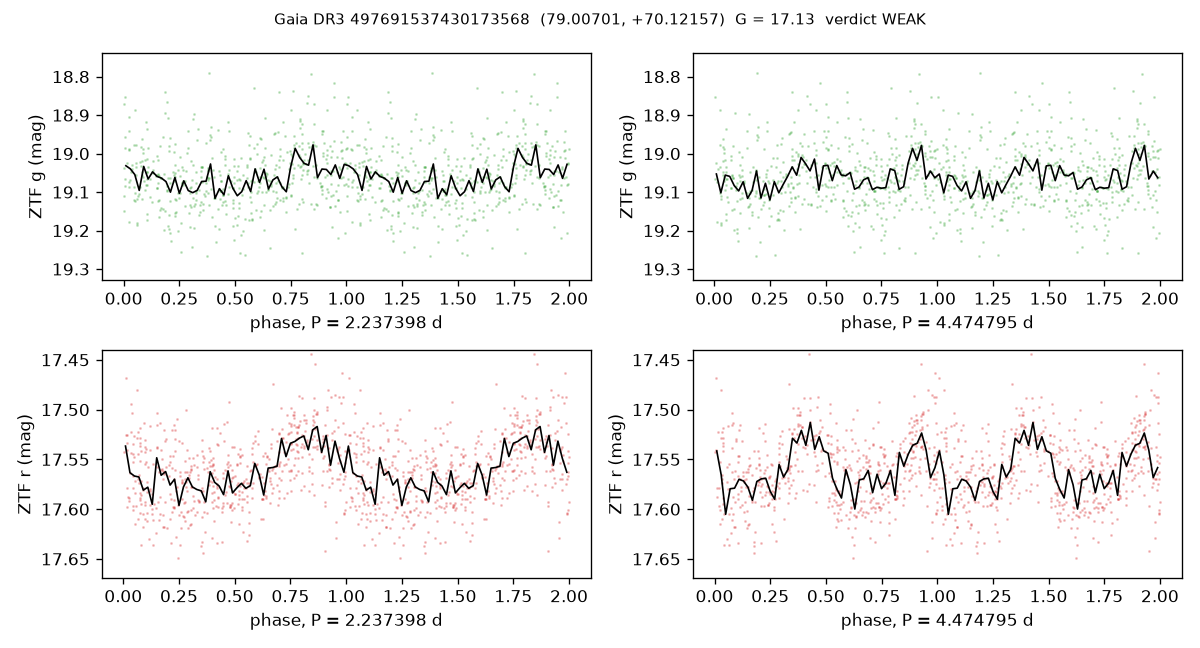 Gaia DR3 497691537430173568  (79.00701, +70.12157)  G = 17.13  verdict WEAK
ZTF g (mag)
18.8
18.9
19.0
19.1
19.2
19.3
0.00 0.25 0.50 0.75 1.00 1.25 1.50 1.75 2.00
phase, P = 2.237398 d
ZTF g (mag)
18.8
18.9
19.0
19.1
19.2
19.3
0.00 0.25 0.50 0.75 1.00 1.25 1.50 1.75 2.00
phase, P = 4.474795 d
ZTF r (mag)
17.45
17.50
17.55
17.60
17.65
0.00 0.25 0.50 0.75 1.00 1.25 1.50 1.75 2.00
phase, P = 2.237398 d
ZTF r (mag)
17.45
17.50
17.55
17.60
17.65
0.00 0.25 0.50 0.75 1.00 1.25 1.50 1.75 2.00
phase, P = 4.474795 d